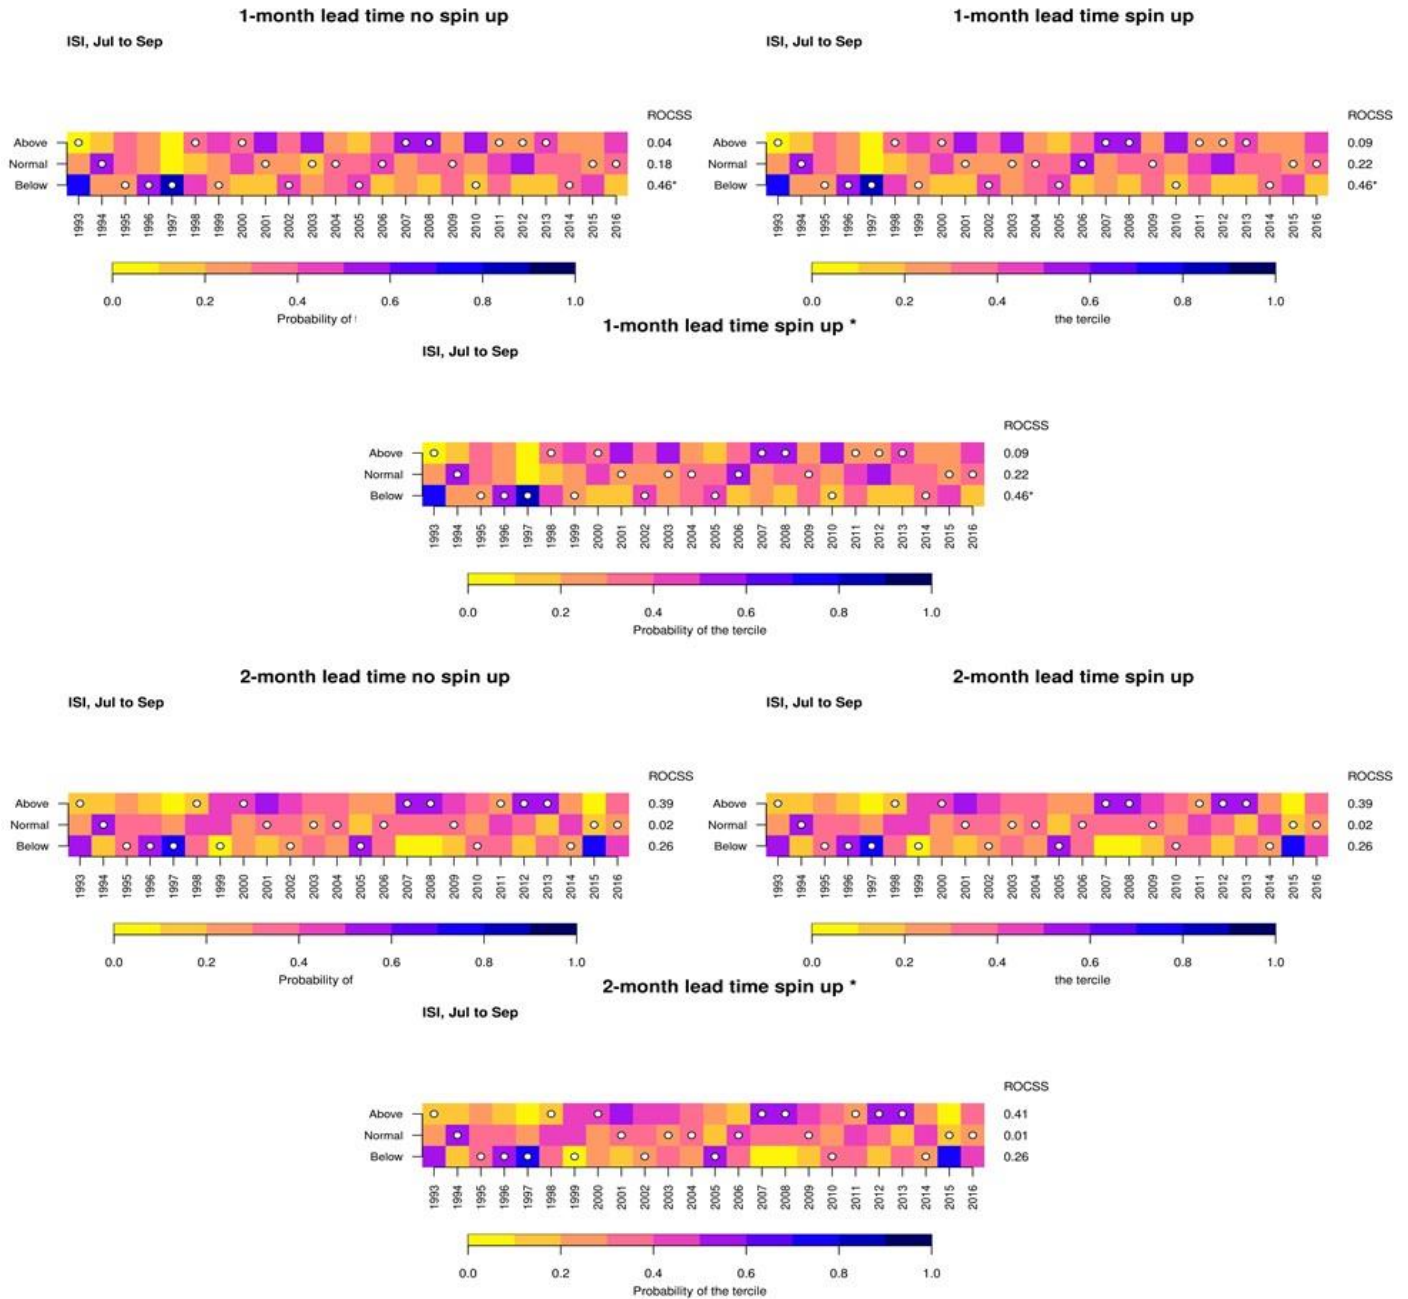 1-month lead time no spin up
ISI, Jul to Sep
ROCSS
Above 0.04
Normal 0.18
Below 0.46*
1993 1994 1995 1996 1997 1998 1999 2000 2001 2002 2003 2004 2005 2006 2007 2008 2009 2010 2011 2012 2013 2014 2015 2016
0.0 0.2 0.4 0.6 0.8 1.0
Probability of
1-month lead time spin up
ISI, Jul to Sep
ROCSS
Above 0.09
Normal 0.22
Below 0.46*
1993 1994 1995 1996 1997 1998 1999 2000 2001 2002 2003 2004 2005 2006 2007 2008 2009 2010 2011 2012 2013 2014 2015 2016
0.0 0.2 0.4 0.6 0.8 1.0
the tercile
1-month lead time spin up *
ISI, Jul to Sep
ROCSS
Above 0.09
Normal 0.22
Below 0.46*
1993 1994 1995 1996 1997 1998 1999 2000 2001 2002 2003 2004 2005 2006 2007 2008 2009 2010 2011 2012 2013 2014 2015 2016
0.0 0.2 0.4 0.6 0.8 1.0
Probability of the tercile
2-month lead time no spin up
ISI, Jul to Sep
ROCSS
Above 0.39
Normal 0.02
Below 0.26
1993 1994 1995 1996 1997 1998 1999 2000 2001 2002 2003 2004 2005 2006 2007 2008 2009 2010 2011 2012 2013 2014 2015 2016
0.0 0.2 0.4 0.6 0.8 1.0
Probability of
2-month lead time spin up
ISI, Jul to Sep
ROCSS
Above 0.39
Normal 0.02
Below 0.26
1993 1994 1995 1996 1997 1998 1999 2000 2001 2002 2003 2004 2005 2006 2007 2008 2009 2010 2011 2012 2013 2014 2015 2016
0.0 0.2 0.4 0.6 0.8 1.0
the tercile
2-month lead time spin up *
ISI, Jul to Sep
ROCSS
Above 0.41
Normal 0.01
Below 0.26
1993 1994 1995 1996 1997 1998 1999 2000 2001 2002 2003 2004 2005 2006 2007 2008 2009 2010 2011 2012 2013 2014 2015 2016
0.0 0.2 0.4 0.6 0.8 1.0
Probability of the tercile